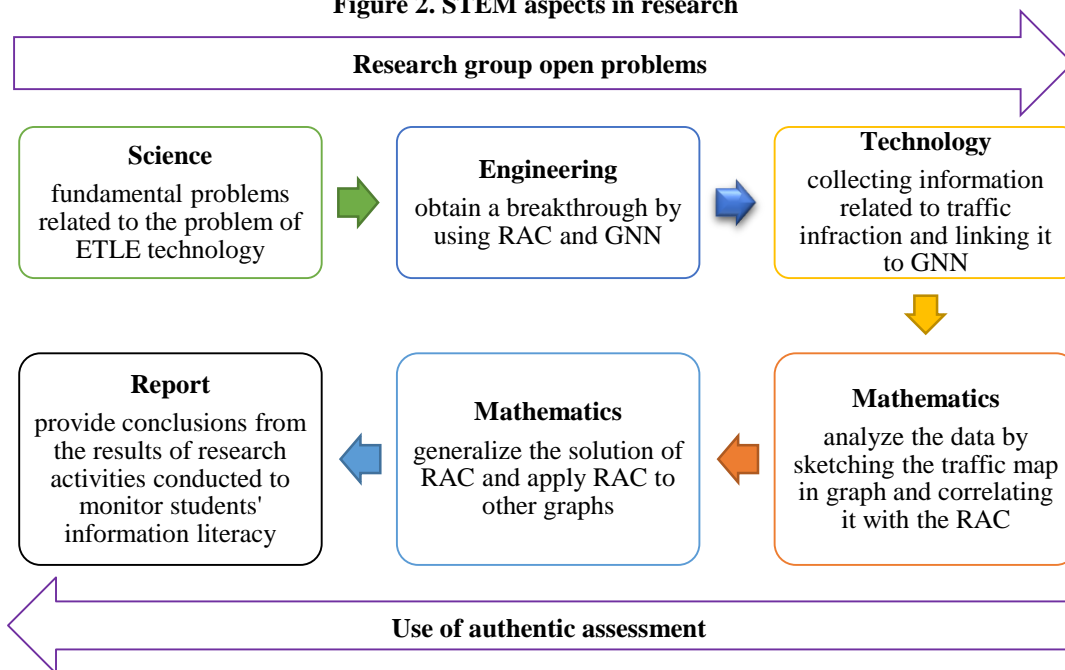 Figure 2. STEM aspects in research
Research group open problems
Science
fundamental problems
related to the problem of
ETLE technology
Engineering
obtain a breakthrough by
using RAC and GNN
Technology
collecting information
related to traffic
infraction and linking it
to GNN
Report
provide conclusions from
the results of research
activities conducted to
monitor students'
information literacy
Mathematics
generalize the solution of
RAC and apply RAC to
other graphs
Mathematics
analyze the data by
sketching the traffic map
in graph and correlating
it with the RAC
Use of authentic assessment